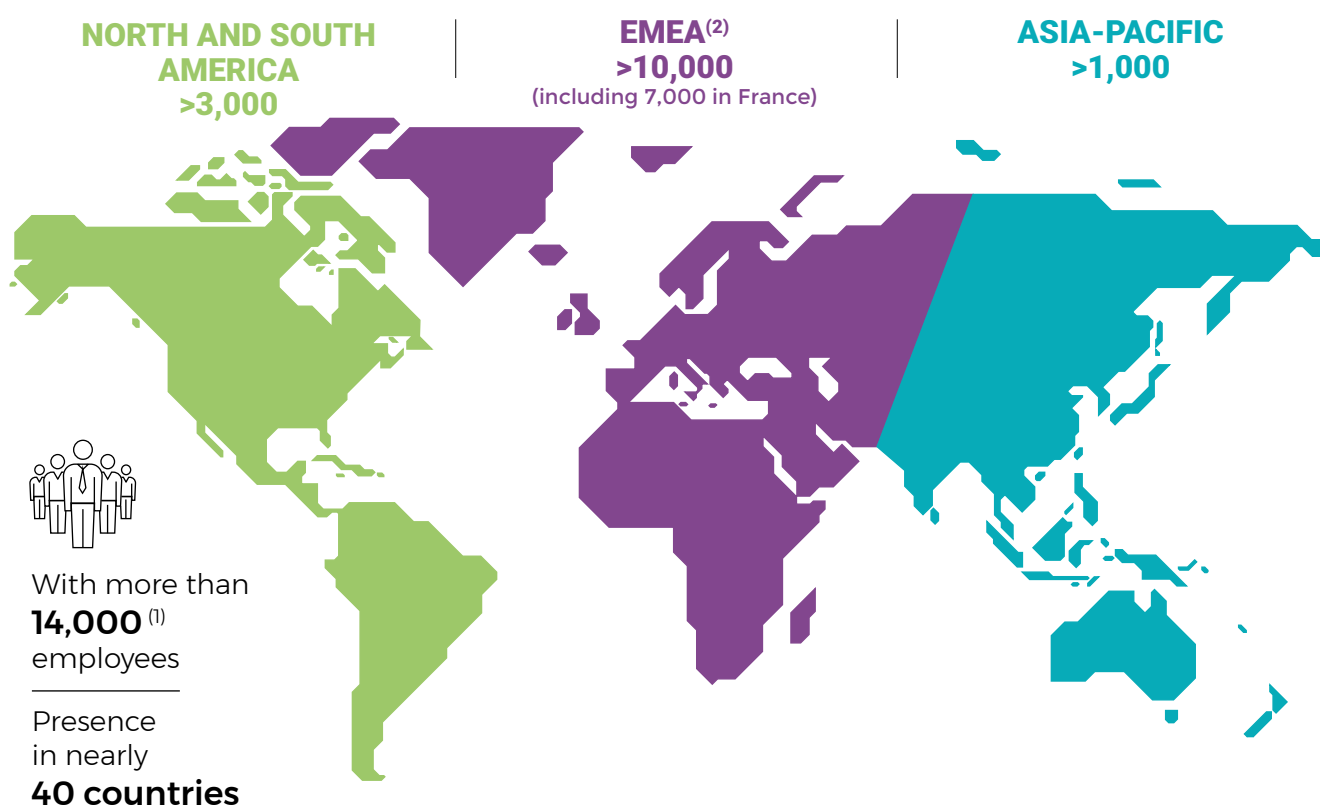 NORTH AND SOUTH
AMERICA
>3,000
EMEA(2)
>10,000
(including 7,000 in France)
ASIA-PACIFIC
>1,000
With more than
14,000 (1)
employees
Presence
in nearly
40 countries